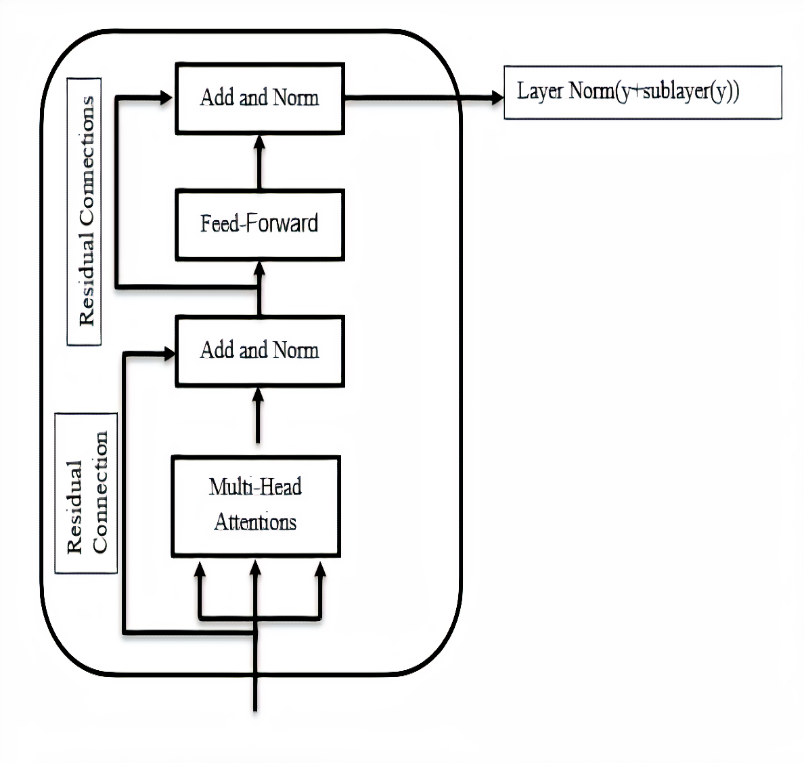 Add and Norm
Layer Norm(y+sublayer(y))
Residual Connections
Feed-Forward
Add and Norm
Residual
Connection
Multi-Head
Attentions